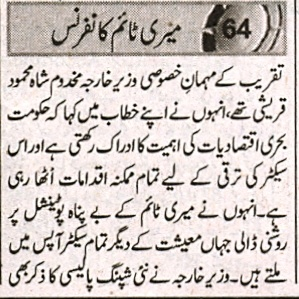 64 میری ٹائم کانفرنس
تقریب کے مہمان خصوصی وزیر خارجہ مخدوم شاہ محمود
قریشی تھے، انہوں نے اپنے خطاب میں کہا کہ حکومت
بحری اقتصادیات کی اہمیت کا ادراک رکھتی ہے اور اس
سیکٹر کی ترقی کے لیے تمام ممکنہ اقدامات اٹھا رہی
ہے۔ انہوں نے میری ٹائم کے بے پناہ پوٹینشل پر
روشنی ڈالی جہاں معیشت کے دیگر تمام سیکٹر آپس میں
ملتے ہیں۔ وزیر خارجہ نے نئی شپنگ پالیسی کا ذکر بھی